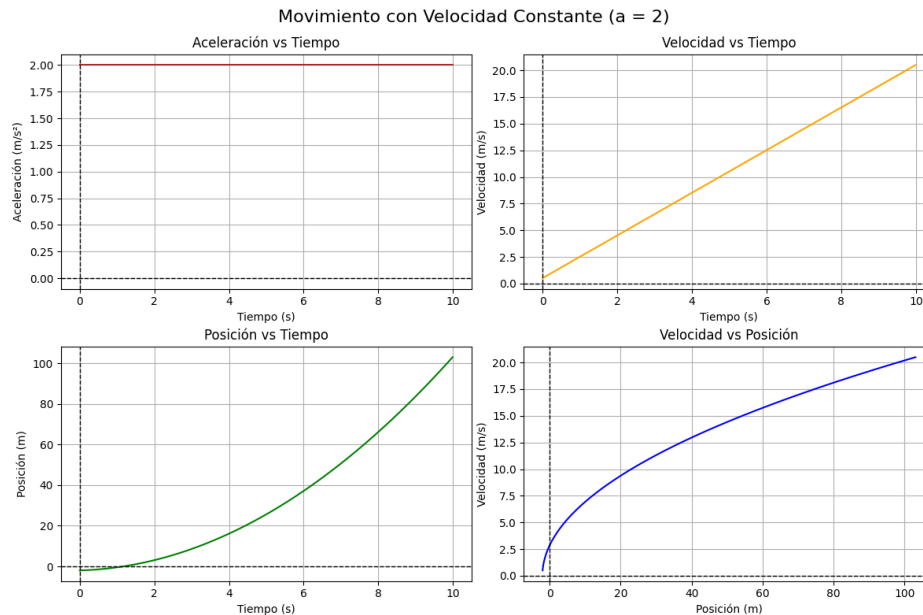 Movimiento con Velocidad Constante (a = 2)
Aceleración vs Tiempo
Aceleración (m/s²)
2.00
1.75
1.50
1.25
1.00
0.75
0.50
0.25
0.00
0 2 4 6 8 10
Tiempo (s)
Velocidad vs Tiempo
Velocidad (m/s)
20.0
17.5
15.0
12.5
10.0
7.5
5.0
2.5
0.0
0 2 4 6 8 10
Tiempo (s)
Posición vs Tiempo
Posición (m)
100
80
60
40
20
0
0 2 4 6 8 10
Tiempo (s)
Velocidad vs Posición
Velocidad (m/s)
20.0
17.5
15.0
12.5
10.0
7.5
5.0
2.5
0.0
0 20 40 60 80 100
Posición (m)